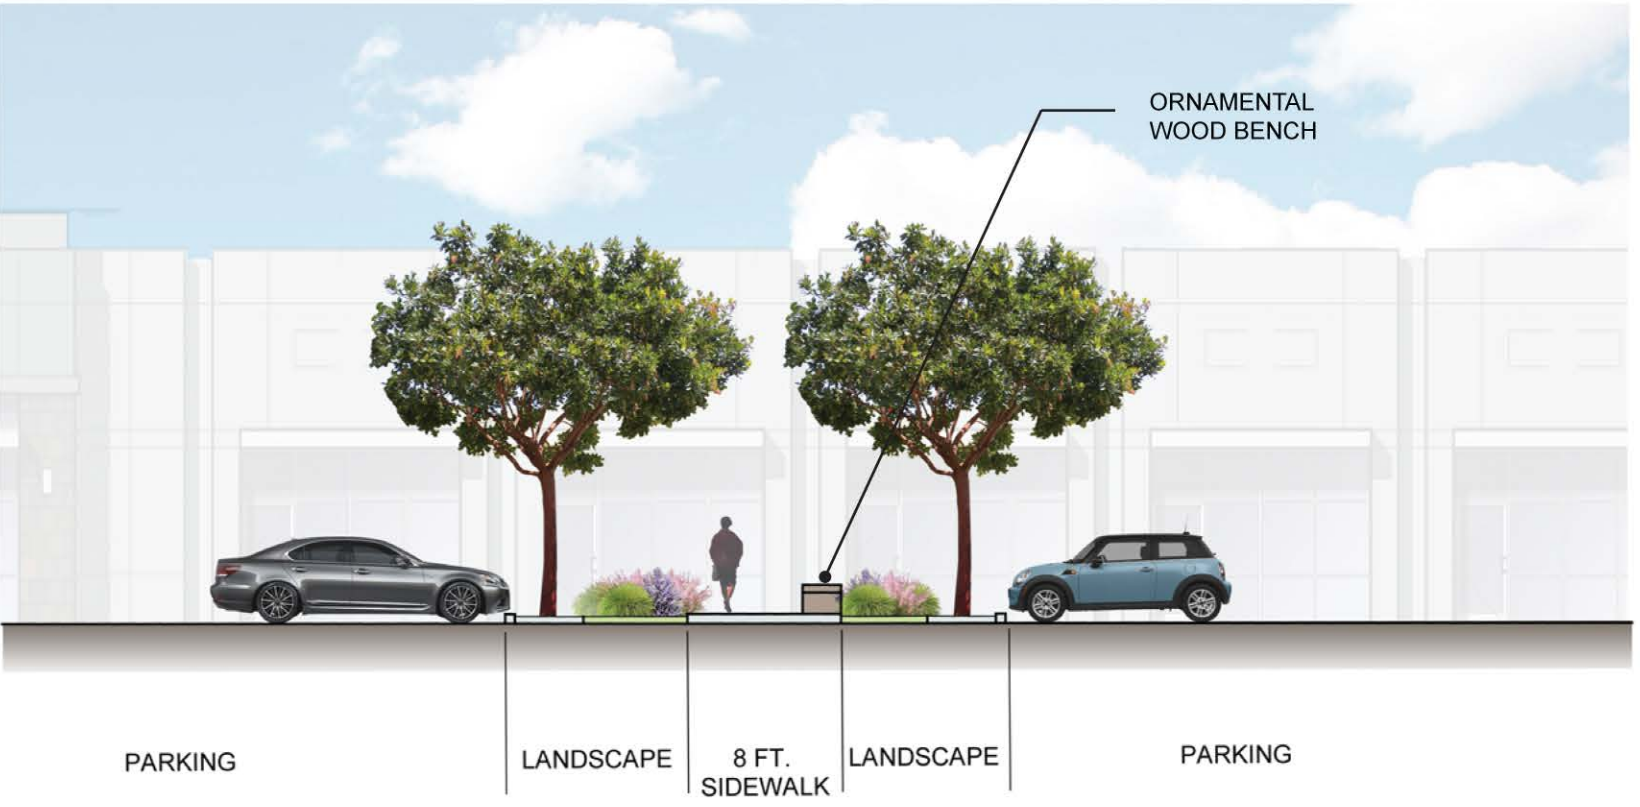 ORNAMENTAL
WOOD BENCH
PARKING
LANDSCAPE
8 FT.
SIDEWALK
LANDSCAPE
PARKING